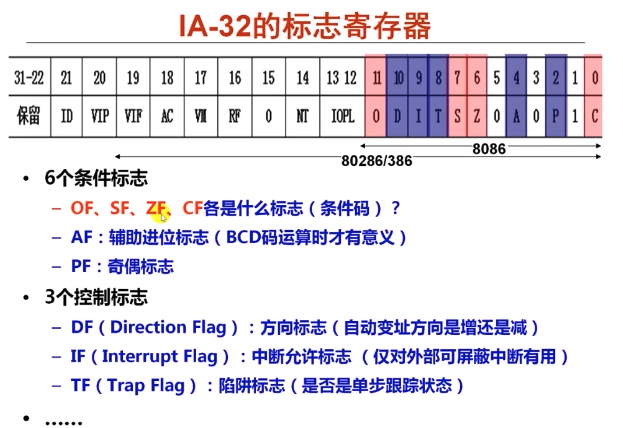 IA-32的标志寄存器
31-22 21 20 19 18 17 16 15 14 13 12 11 10 9 8 7 6 5 4 3 2 1 0
保留 ID VIP VIF AC VM RF 0 NT IOPL O D I T S Z 0 A 0 P 1 C
8086
80286/386
• 6个条件标志
– OF、SF、ZF、CF各是什么标志（条件码）？
– AF：辅助进位标志（BCD码运算时才有意义）
– PF：奇偶标志
• 3个控制标志
– DF（Direction Flag）：方向标志（自动变址方向是增还是减）
– IF（Interrupt Flag）：中断允许标志 （仅对外部可屏蔽中断有用）
– TF（Trap Flag）：陷阱标志（是否是单步跟踪状态）
• ……